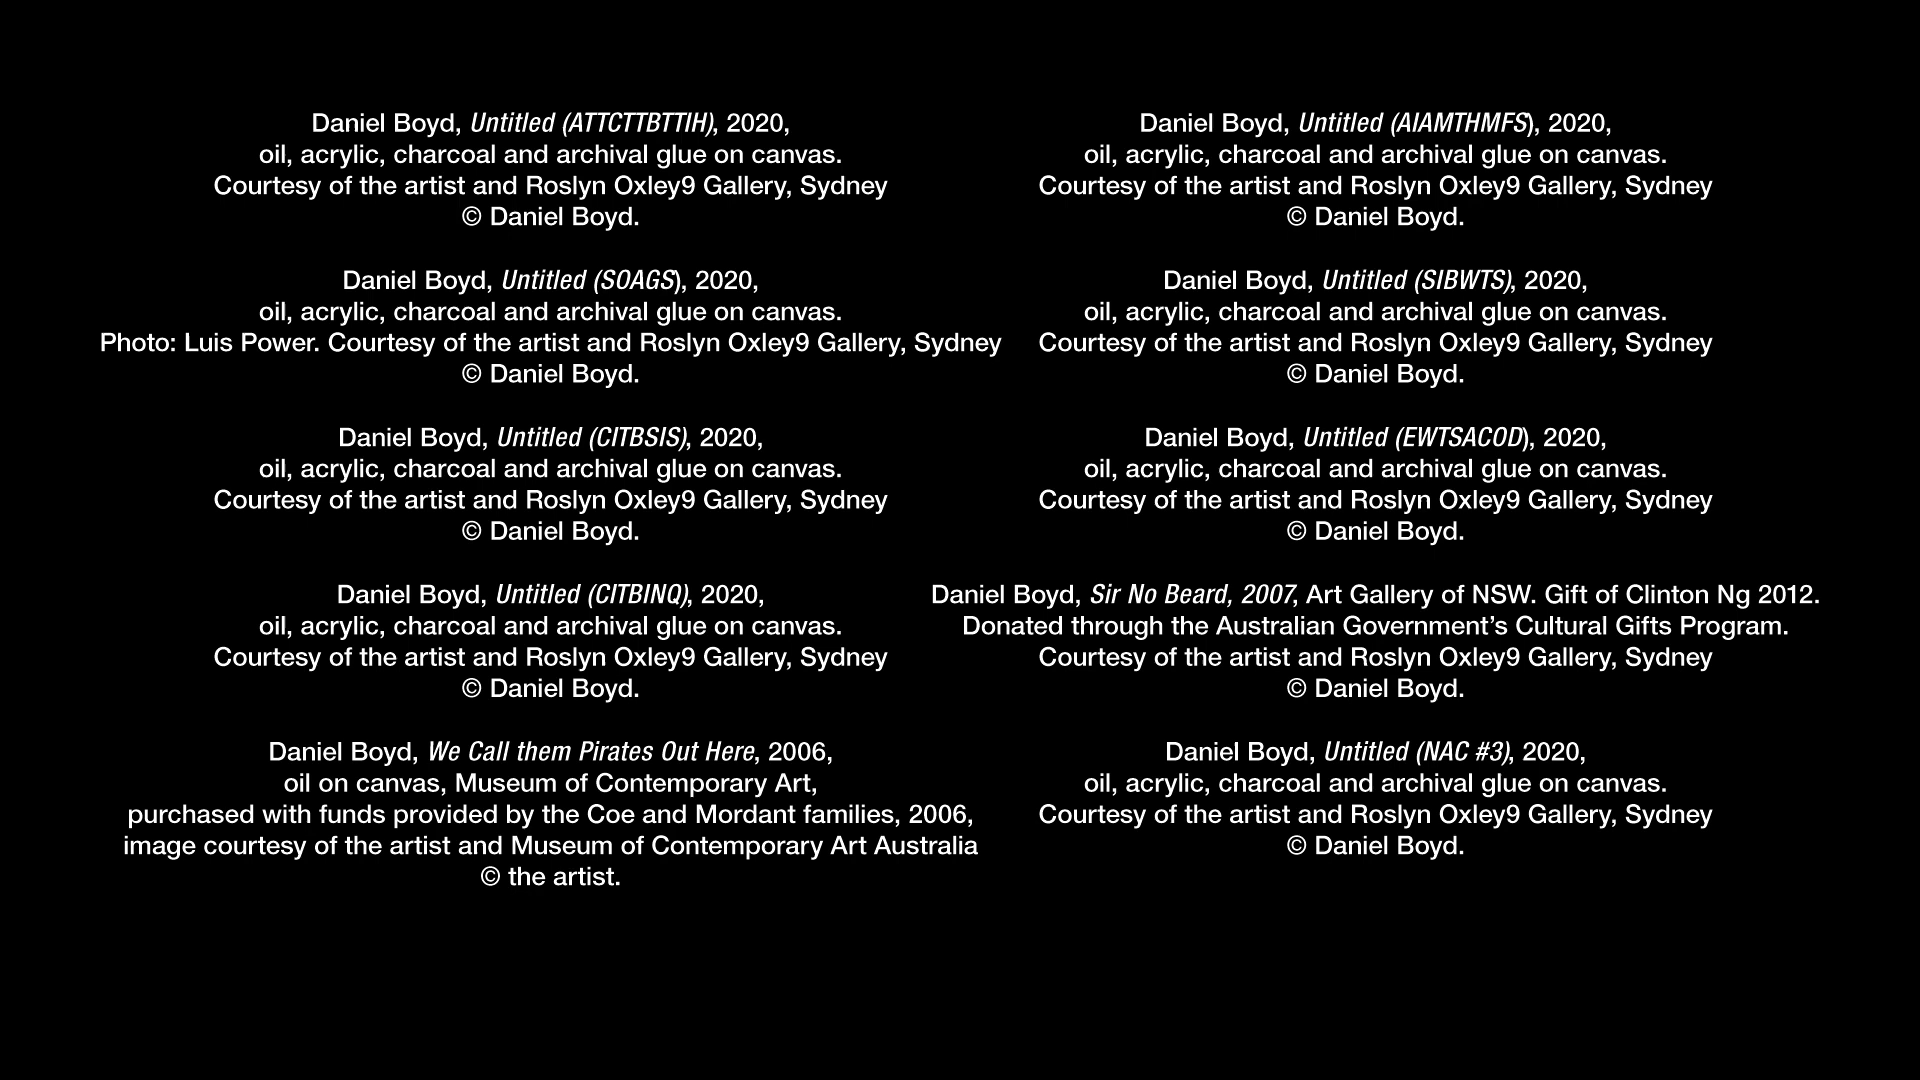 Daniel Boyd, Untitled (ATTCTTBTTIH), 2020,
oil, acrylic, charcoal and archival glue on canvas.
Courtesy of the artist and Roslyn Oxley9 Gallery, Sydney
© Daniel Boyd.
Daniel Boyd, Untitled (SOAGS), 2020,
oil, acrylic, charcoal and archival glue on canvas.
Photo: Luis Power. Courtesy of the artist and Roslyn Oxley9 Gallery, Sydney
© Daniel Boyd.
Daniel Boyd, Untitled (CITBSIS), 2020,
oil, acrylic, charcoal and archival glue on canvas.
Courtesy of the artist and Roslyn Oxley9 Gallery, Sydney
© Daniel Boyd.
Daniel Boyd, Untitled (CITBINQ), 2020,
oil, acrylic, charcoal and archival glue on canvas.
Courtesy of the artist and Roslyn Oxley9 Gallery, Sydney
© Daniel Boyd.
Daniel Boyd, We Call them Pirates Out Here, 2006,
oil on canvas, Museum of Contemporary Art,
purchased with funds provided by the Coe and Mordant families, 2006,
image courtesy of the artist and Museum of Contemporary Art Australia
© the artist.
Daniel Boyd, Untitled (AIAMTHMFS), 2020,
oil, acrylic, charcoal and archival glue on canvas.
Courtesy of the artist and Roslyn Oxley9 Gallery, Sydney
© Daniel Boyd.
Daniel Boyd, Untitled (SIBWTS), 2020,
oil, acrylic, charcoal and archival glue on canvas.
Courtesy of the artist and Roslyn Oxley9 Gallery, Sydney
© Daniel Boyd.
Daniel Boyd, Untitled (EWTSACOD), 2020,
oil, acrylic, charcoal and archival glue on canvas.
Courtesy of the artist and Roslyn Oxley9 Gallery, Sydney
© Daniel Boyd.
Daniel Boyd, Sir No Beard, 2007, Art Gallery of NSW. Gift of Clinton Ng 2012.
Donated through the Australian Government’s Cultural Gifts Program.
Courtesy of the artist and Roslyn Oxley9 Gallery, Sydney
© Daniel Boyd.
Daniel Boyd, Untitled (NAC #3), 2020,
oil, acrylic, charcoal and archival glue on canvas.
Courtesy of the artist and Roslyn Oxley9 Gallery, Sydney
© Daniel Boyd.